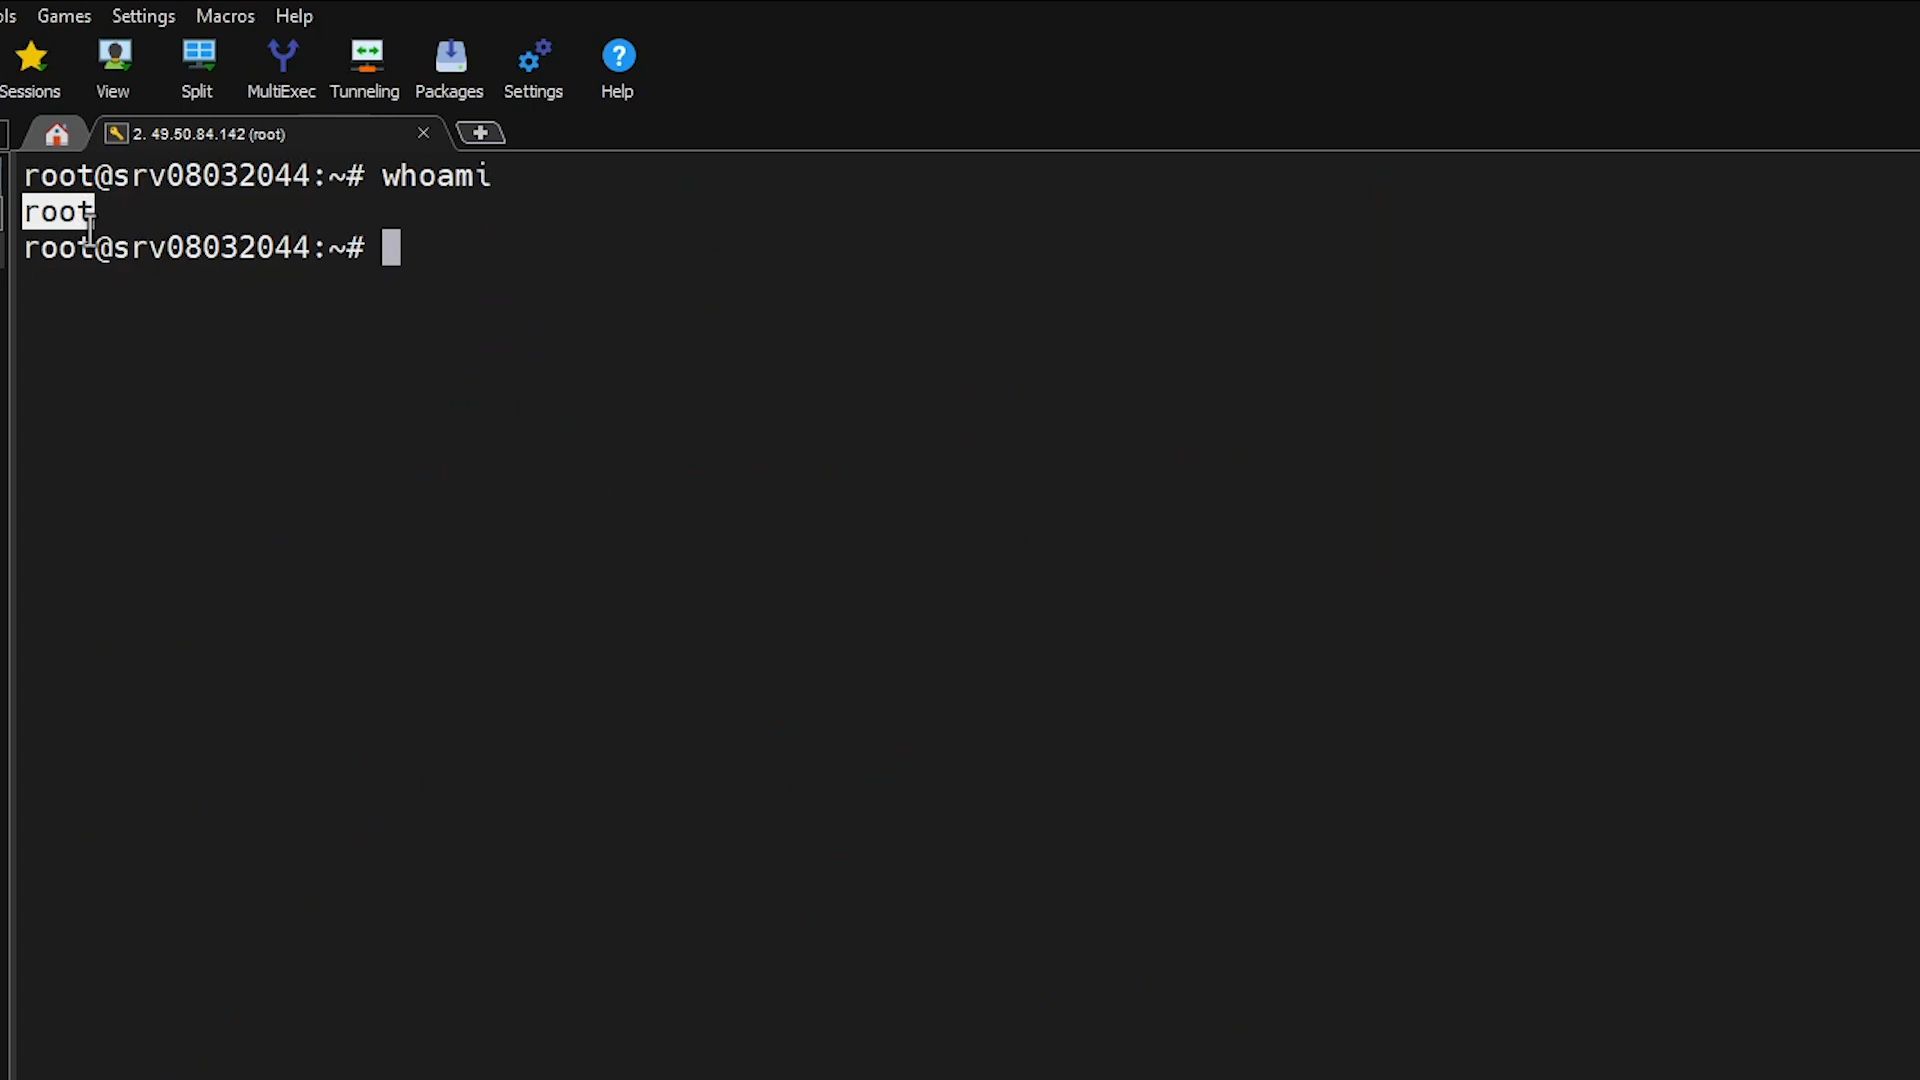 ols Games Settings Macros Help
Sessions View Split MultiExec Tunneling Packages Settings Help
2. 49.50.84.142 (root)
root@srv08032044:~# whoami
root
root@srv08032044:~#